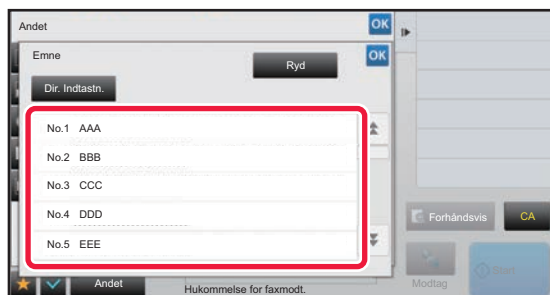 Andet
OK
Emne
Ryd
OK
Dir. Indtastn.
No.1 AAA
No.2 BBB
No.3 CCC
No.4 DDD
No.5 EEE
Forhåndsvis
CA
Andet
Hukommelse for faxmodt.
Modtag
Start